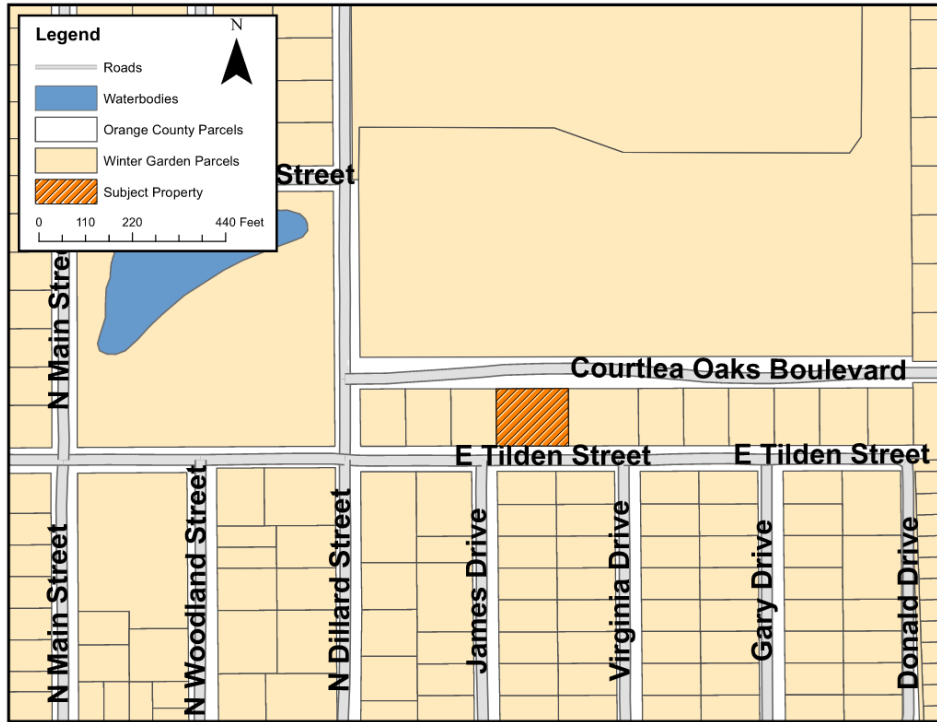 Legend
N
Roads
Waterbodies
Orange County Parcels
Winter Garden Parcels
Subject Property
0 110 220 440 Feet
Street
N Main Street
Courtlea Oaks Boulevard
E Tilden Street
E Tilden Street
N Main Street
N Woodland Street
N Dillard Street
James Drive
Virginia Drive
Gary Drive
Donald Drive